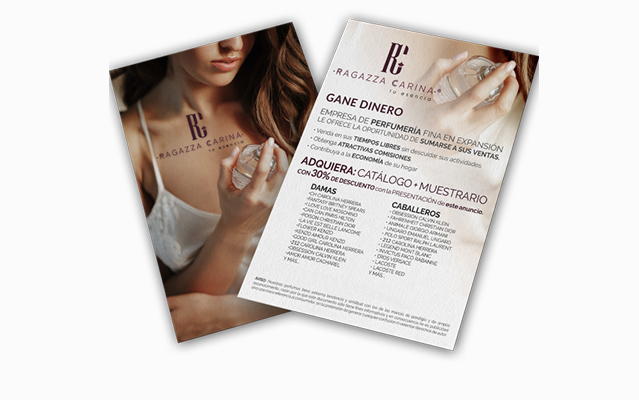 RC
RAGAZZA CARINA
tu esencia
RC
RAGAZZA CARINA®
tu esencia
GANE DINERO
EMPRESA DE PERFUMERÍA FINA EN EXPANSIÓN
LE OFRECE LA OPORTUNIDAD DE SUMARSE A SUS VENTAS.
• Venda en sus TIEMPOS LIBRES sin descuidar sus actividades.
• Obtenga ATRACTIVAS COMISIONES.
• Contribuya a la ECONOMÍA de su hogar
ADQUIERA: CATÁLOGO + MUESTRARIO
CON 30% DE DESCUENTO con la presentación de este anuncio.
DAMAS
•CH CAROLINA HERRERA
•FANTASY BRITNEY SPEARS
•I LOVE LOVE MOSCHINO
•CAN CAN PARIS HILTON
•POISON CHRISTIAN DIOR
•LA VIE EST BELLE LANCOME
•FLOWER KENZO
•KENZO AMOUR KENZO
•GOOD GIRL CAROLINA HERRERA
•212 CAROLINA HERRERA
•OBSESSION CALVIN KLEIN
•AMOR AMOR CACHAREL
Y MÁS...
CABALLEROS
• OBSESSION CALVIN KLEIN
• FAHRENHEIT CHRISTIAN DIOR
• ARMANI
• UNGARO EMANUEL UNGARO
• POLO SPORT RALPH LAUREN
• 212 CAROLINA HERRERA
• LEGEND MONT BLANC
• INVICTUS PACO RABANNE
• EROS VERSACE
• LACOSTE
• LACOSTE RED
Y MÁS...